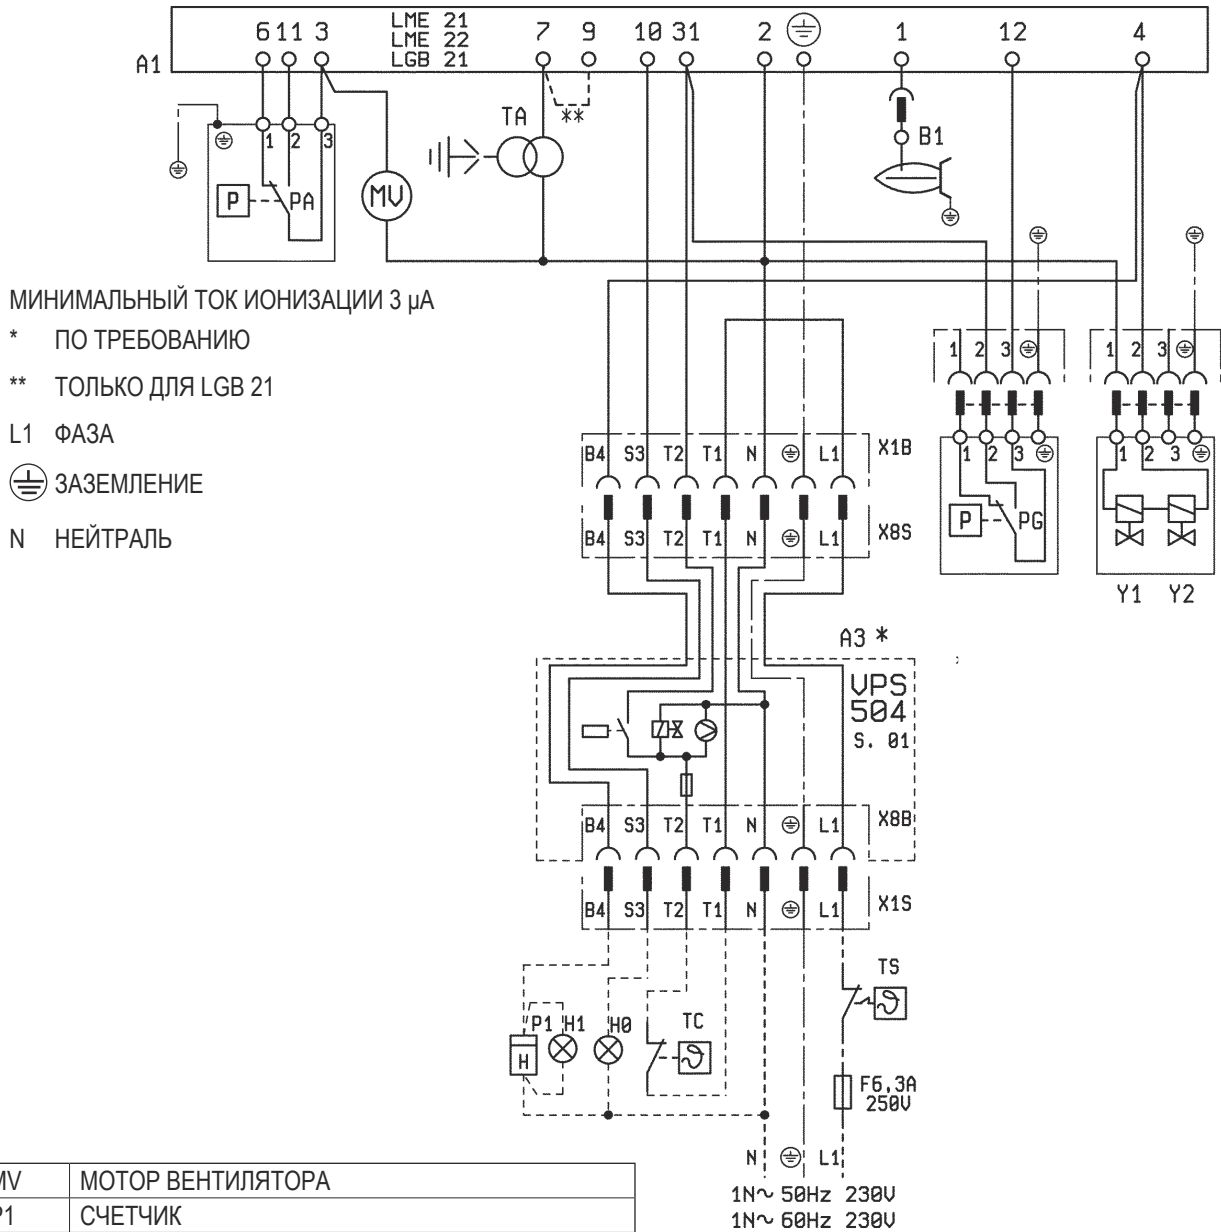 LME 21
LME 22
LGB 21
6 11 3 7 9 10 31 2 1 12 4
A1
TA
**
B1
1 2 3
P PA
MV
МИНИМАЛЬНЫЙ ТОК ИОНИЗАЦИИ 3 µA
* ПО ТРЕБОВАНИЮ
** ТОЛЬКО ДЛЯ LGB 21
L1 ФАЗА
ЗАЗЕМЛЕНИЕ
N НЕЙТРАЛЬ
1 2 3
1 2 3
1 2 3
1 2 3
P PG
Y1 Y2
B4 S3 T2 T1 N L1 X1B
B4 S3 T2 T1 N L1 X8S
A3 *
VPS
504
S. 01
B4 S3 T2 T1 N L1 X8B
B4 S3 T2 T1 N L1 X1S
TS
P1 H1 H0 TC
H
F6,3A
250V
N L1
1N~ 50Hz 230V
1N~ 60Hz 230V
MV МОТОР ВЕНТИЛЯТОРА
P1 СЧЕТЧИК